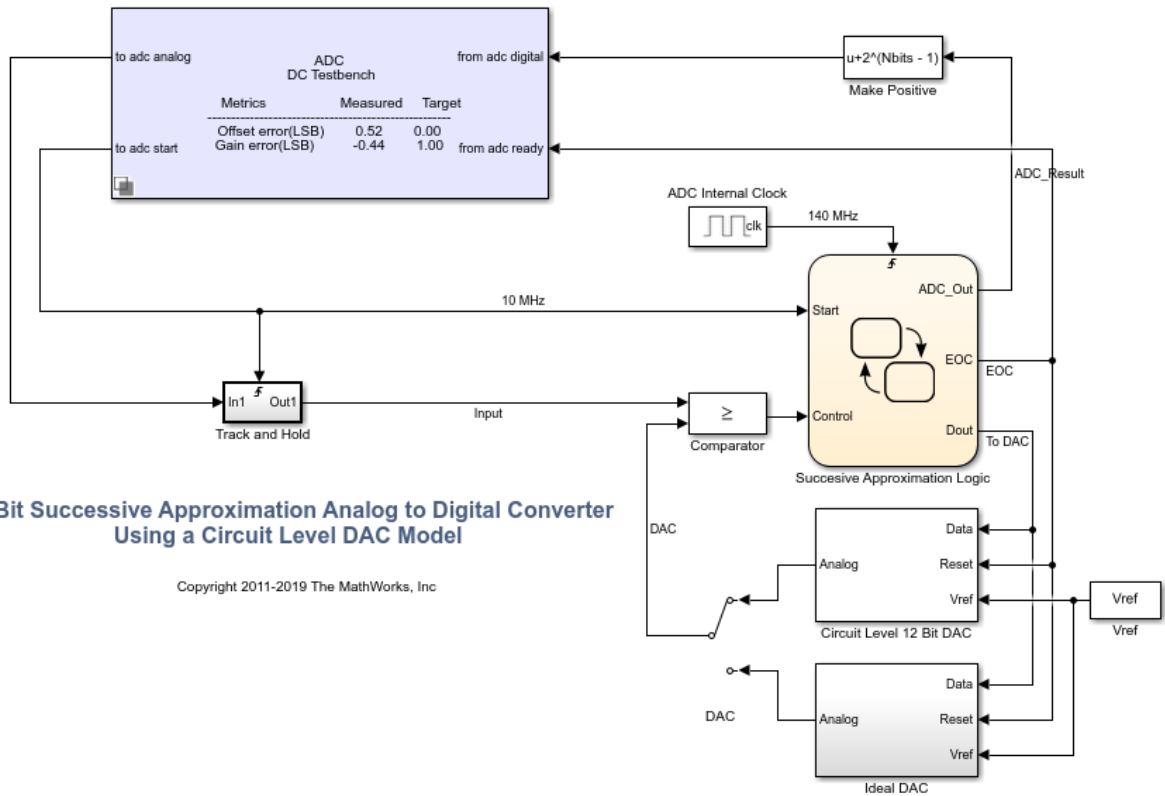 to adc analog
ADC
DC Testbench
from adc digital
Metrics Measured Target
Offset error(LSB) 0.52 0.00
Gain error(LSB) -0.44 1.00
to adc start
from adc ready
u+2^(Nbits - 1)
Make Positive
ADC_Result
ADC Internal Clock
clk
140 MHz
10 MHz
ADC_Out
Start
EOC
EOC
Control
Dout
To DAC
Succesive Approximation Logic
In1 Out1
Track and Hold
Input
≥
Comparator
Bit Successive Approximation Analog to Digital Converter
Using a Circuit Level DAC Model
Copyright 2011-2019 The MathWorks, Inc
DAC
Data
Analog
Reset
Vref
Circuit Level 12 Bit DAC
Vref
Vref
DAC
Data
Analog
Reset
Vref
Ideal DAC